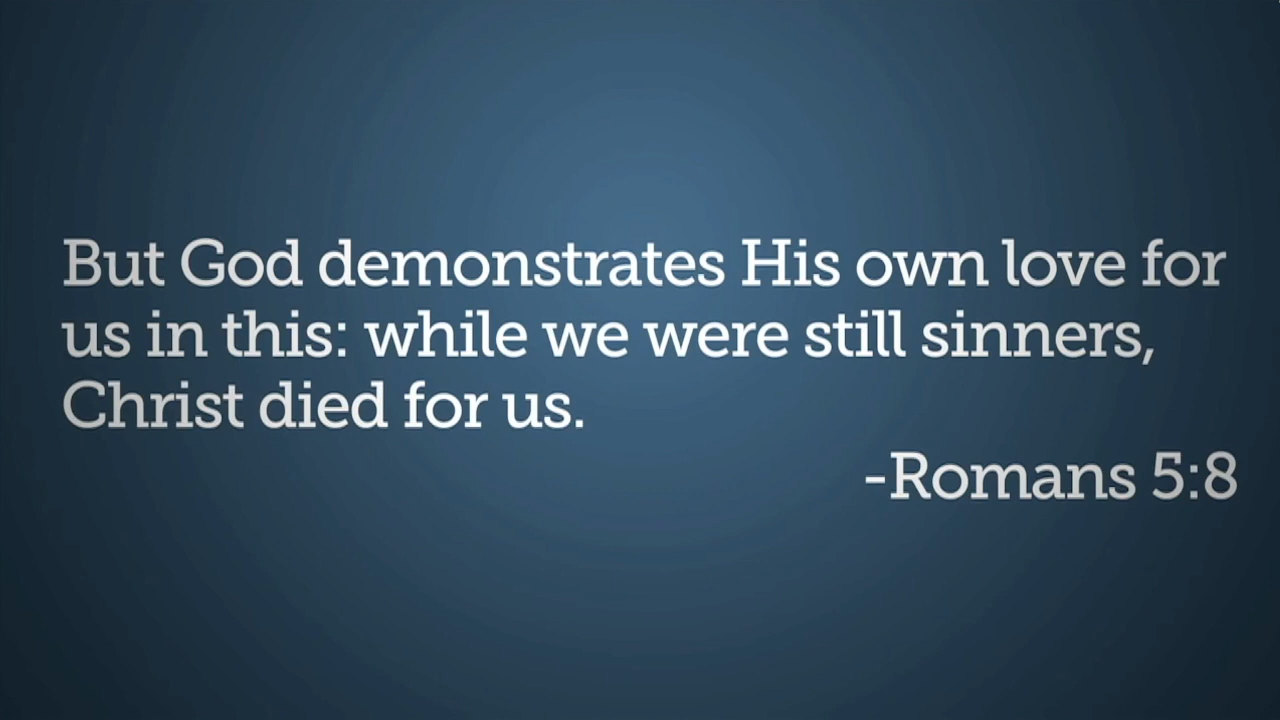 But God demonstrates His own love for
us in this: while we were still sinners,
Christ died for us.
-Romans 5:8